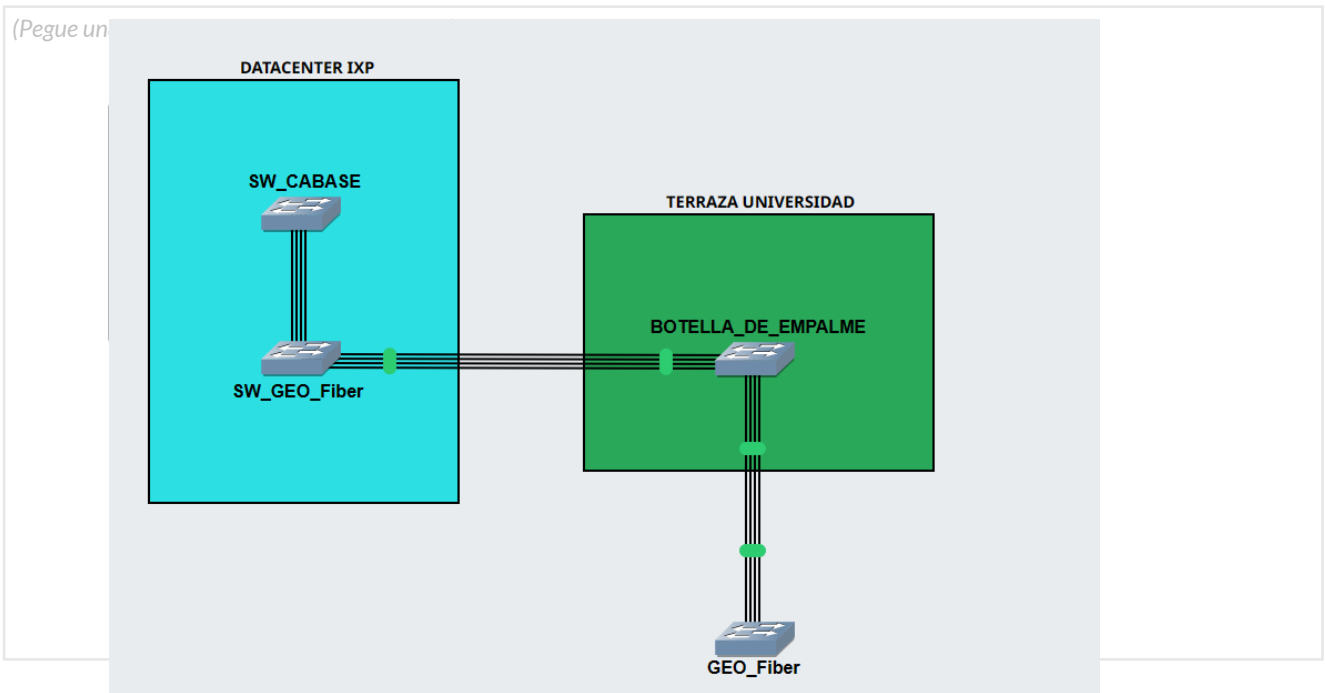 (Pegue un
DATACENTER IXP
SW_CABASE
SW_GEO_Fiber
TERRAZA UNIVERSIDAD
BOTELLA_DE_EMPALME
GEO_Fiber